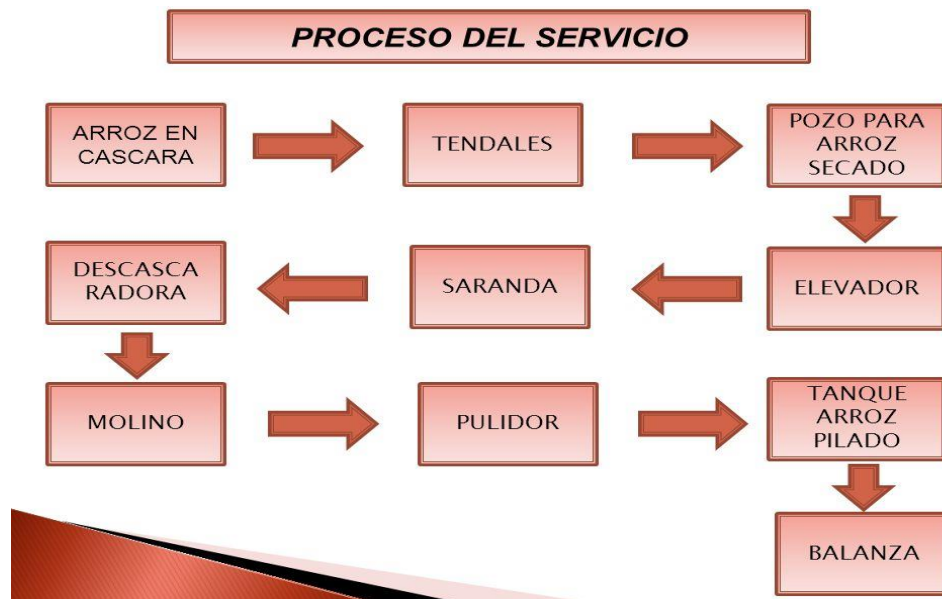 PROCESO DEL SERVICIO
ARROZ EN
CASCARA
TENDALES
POZO PARA
ARROZ
SECADO
ELEVADOR
SARANDA
DESCASCA
RADORA
MOLINO
PULIDOR
TANQUE
ARROZ
PILADO
BALANZA